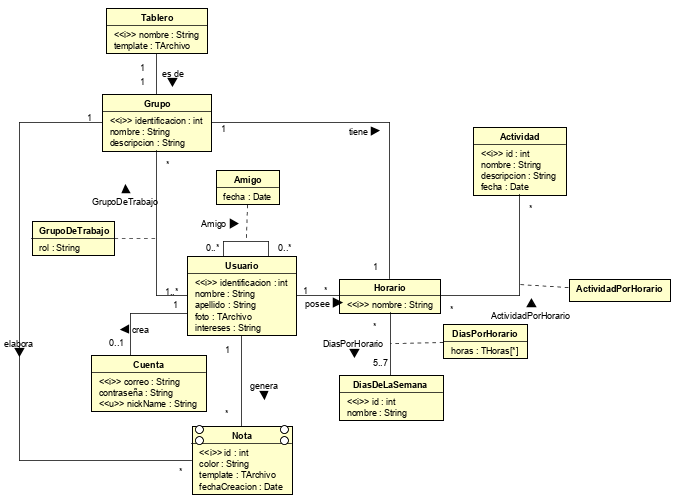 Tablero
<<i>> nombre : String
template : TArchivo
1
1
es de
Grupo
<<i>> identificacion : int
nombre : String
descripcion : String
1
1
tiene
*
Actividad
<<i>> id : int
nombre : String
descripcion : String
fecha : Date
*
Amigo
fecha : Date
GrupoDeTrabajo
Amigo
GrupoDeTrabajo
rol : String
0..*
0..*
Usuario
<<i>> identificacion : int
nombre : String
apellido : String
foto : TArchivo
intereses : String
1..*
1
1
*
posee
1
Horario
<<i>> nombre : String
*
*
ActividadPorHorario
ActividadPorHorario
crea
0..1
elabora
DiasPorHorario
DiasPorHorario
horas : THoras[*]
1
5..7
Cuenta
<<i>> correo : String
contraseña : String
<<u>> nickName : String
genera
*
DiasDeLaSemana
<<i>> id : int
nombre : String
Nota
<<i>> id : int
color : String
template : TArchivo
fechaCreacion : Date
*